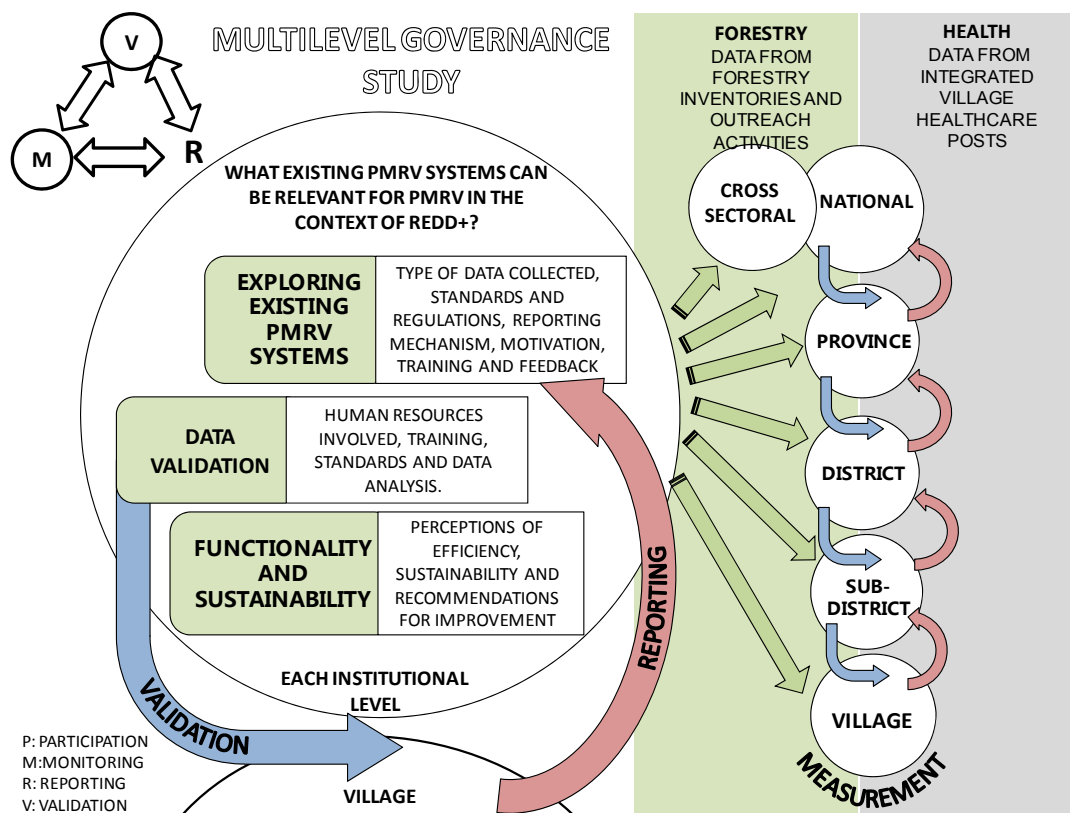 V
M
R
MULTILEVEL GOVERNANCE
STUDY
WHAT EXISTING PMRV SYSTEMS CAN
BE RELEVANT FOR PMRV IN THE
CONTEXT OF REDD+?
EXPLORING
EXISTING
PMRV
SYSTEMS
TYPE OF DATA COLLECTED,
STANDARDS AND
REGULATIONS, REPORTING
MECHANISM, MOTIVATION,
TRAINING AND FEEDBACK
DATA
VALIDATION
HUMAN RESOURCES
INVOLVED, TRAINING,
STANDARDS AND DATA
ANALYSIS.
FUNCTIONALITY
AND
SUSTAINABILITY
PERCEPTIONS OF
EFFICIENCY,
SUSTAINABILITY AND
RECOMMENDATIONS
FOR IMPROVEMENT
EACH INSTITUTIONAL
LEVEL
VALIDATION
REPORTING
VILLAGE
P: PARTICIPATION
M:MONITORING
R: REPORTING
V: VALIDATION
FORESTRY
DATA FROM
FORESTRY
INVENTORIES AND
OUTREACH
ACTIVITIES
HEALTH
DATA FROM
INTEGRATED
VILLAGE
HEALTHCARE
POSTS
CROSS
SECTORAL
NATIONAL
PROVINCE
DISTRICT
SUB-
DISTRICT
VILLAGE
MEASUREMENT